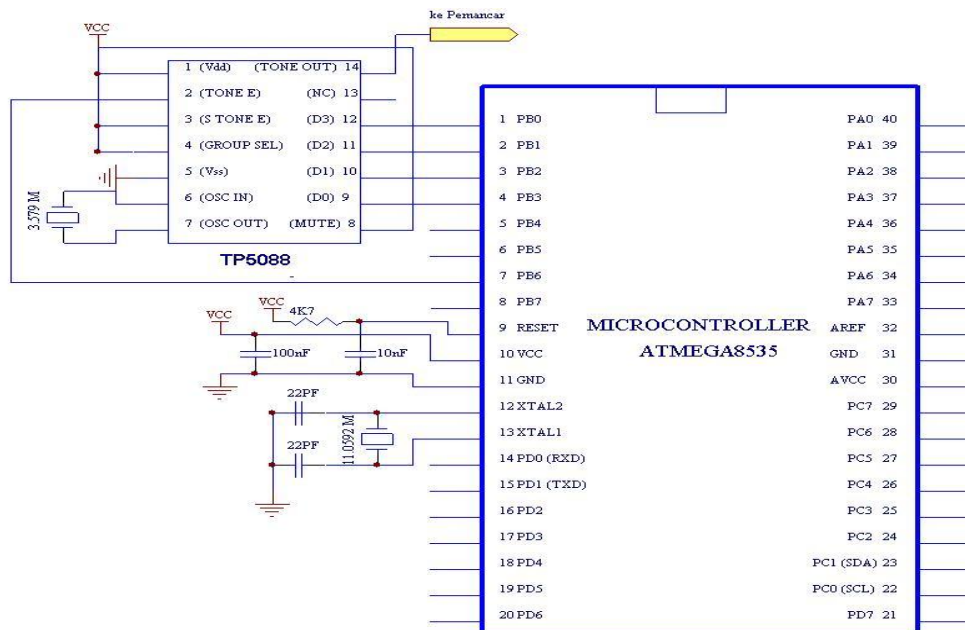 ke Pemancar
VCC
1 (Vdd) (TONE OUT) 14
2 (TONE E) (NC) 13
3 (S TONE E) (D3) 12
4 (GROUP SEL) (D2) 11
5 (Vss) (D1) 10
6 (OSC IN) (D0) 9
7 (OSC OUT) (MUTE) 8
3.579 M
TP5088
1 PB0 PA0 40
2 PB1 PA1 39
3 PB2 PA2 38
4 PB3 PA3 37
5 PB4 PA4 36
6 PB5 PA5 35
7 PB6 PA6 34
8 PB7 PA7 33
9 RESET AREF 32
10 VCC GND 31
11 GND AVCC 30
12 XTAL2 PC7 29
13 XTAL1 PC6 28
14 PD0 (RXD) PC5 27
15 PD1 (TXD) PC4 26
16 PD2 PC3 25
17 PD3 PC2 24
18 PD4 PC1 (SDA) 23
19 PD5 PC0 (SCL) 22
20 PD6 PD7 21
MICROCONTROLLER
ATMEGA8535
VCC
VCC
4K7
100nF
10nF
22PF
22PF
11.0592 M